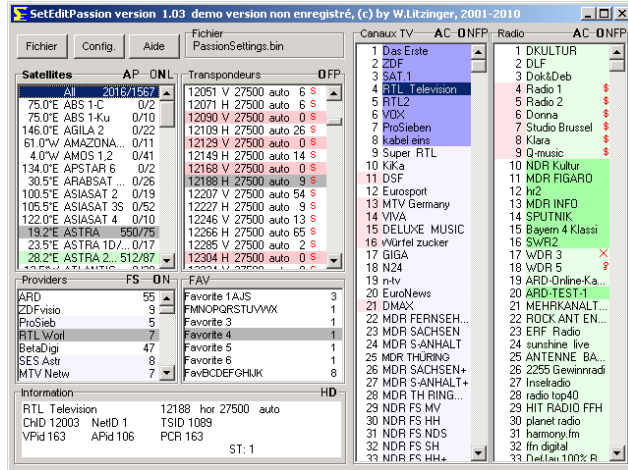 SetEditPassion version 1.03 demo version non enregistré, (c) by W.Litzinger, 2001-2010
Fichier Config. Aide
Fichier
PassionSettings.bin
Satellites AP ONL
All 2016/1567
75.0°E ABS 1-C 0/2
75.0°E ABS 1-Ku 0/10
146.0°E AGILA 2 0/22
61.0°W AMAZONA... 0/11
4.0°W AMOS 1,2 0/41
134.0°E APSTAR 6 0/2
30.5°E ARABSAT ... 0/26
100.5°E ASIASAT 2 0/19
105.5°E ASIASAT 3S 0/52
122.0°E ASIASAT 4 0/10
19.2°E ASTRA 550/75
23.5°E ASTRA 1D/... 0/17
28.2°E ASTRA 2... 512/87
Transpondeurs OFP
12051 V 27500 auto 6 S
12071 H 27500 auto 6 S
12090 V 27500 auto 0 S
12109 H 27500 auto 26 S
12129 V 27500 auto 0 S
12149 H 27500 auto 14 S
12168 V 27500 auto 0 S
12188 H 27500 auto 9 S
12207 V 27500 auto 54 S
12227 H 27500 auto 9 S
12246 V 27500 auto 13 S
12266 H 27500 auto 65 S
12285 V 27500 auto 2 S
12304 H 27500 auto 0 S
Providers FS ON
ARD 55
ZDFvisio 9
ProSieb 5
RTL Worl 7
BetaDigi 47
SES Astr 8
MTV Netw 7
FAV
Favorite 1AJS 3
FMNOPQRSTUVWX 1
Favorite 3 1
Favorite 4 1
Favorite 5 1
Favorite 6 1
FavBCDEFGHIJK 8
Information HD
RTL Television 12188 hor 27500 auto
ChID 12003 NetID 1 TSID 1089
VPid 163 APid 106 PCR 163
ST: 1
Canaux TV AC ONFP
1 Das Erste
2 ZDF
3 SAT.1
4 RTL Television
5 RTL2
6 VOX
7 ProSieben
8 kabel eins
9 Super RTL
10 KiKa
11 DSF
12 Eurosport
13 MTV Germany
14 VIVA
15 DELUXE MUSIC
16 Würfel zucker
17 GIGA
18 N24
19 n-tv
20 EuroNews
21 DMAX
22 MDR FERNSEH...
23 MDR SACHSEN
24 MDR S-ANHALT
25 MDR THÜRING
26 MDR SACHSEN+
27 MDR S-ANHALT+
28 MDR TH RING...
29 NDR FS MV
30 NDR FS HH
31 NDR FS NDS
32 NDR FS SH
33 NDR FS HH+
Radio AC ONFP
1 DKULTUR
2 DLF
3 Dok&Deb
4 Radio 1 $
5 Radio 2 $
6 Donna $
7 Studio Brussel $
8 Klara $
9 Q-music $
10 NDR Kultur
11 MDR FIGARO
12 hr2
13 MDR INFO
14 SPUTNIK
15 Bayern 4 Klassi
16 SWR2
17 WDR 3
18 WDR 5
19 ARD-Online-Ka...
20 ARD-TEST-1
21 MEHRKANALT...
22 ROCK ANT EN...
23 ERF Radio
24 sunshine live
25 ANTENNE BA...
26 2255 Gewinnradi
27 Inselradio
28 radio top40
29 HIT RADIO FFH
30 planet radio
31 harmony.fm
32 ffn digital
33 DefJau 100% R